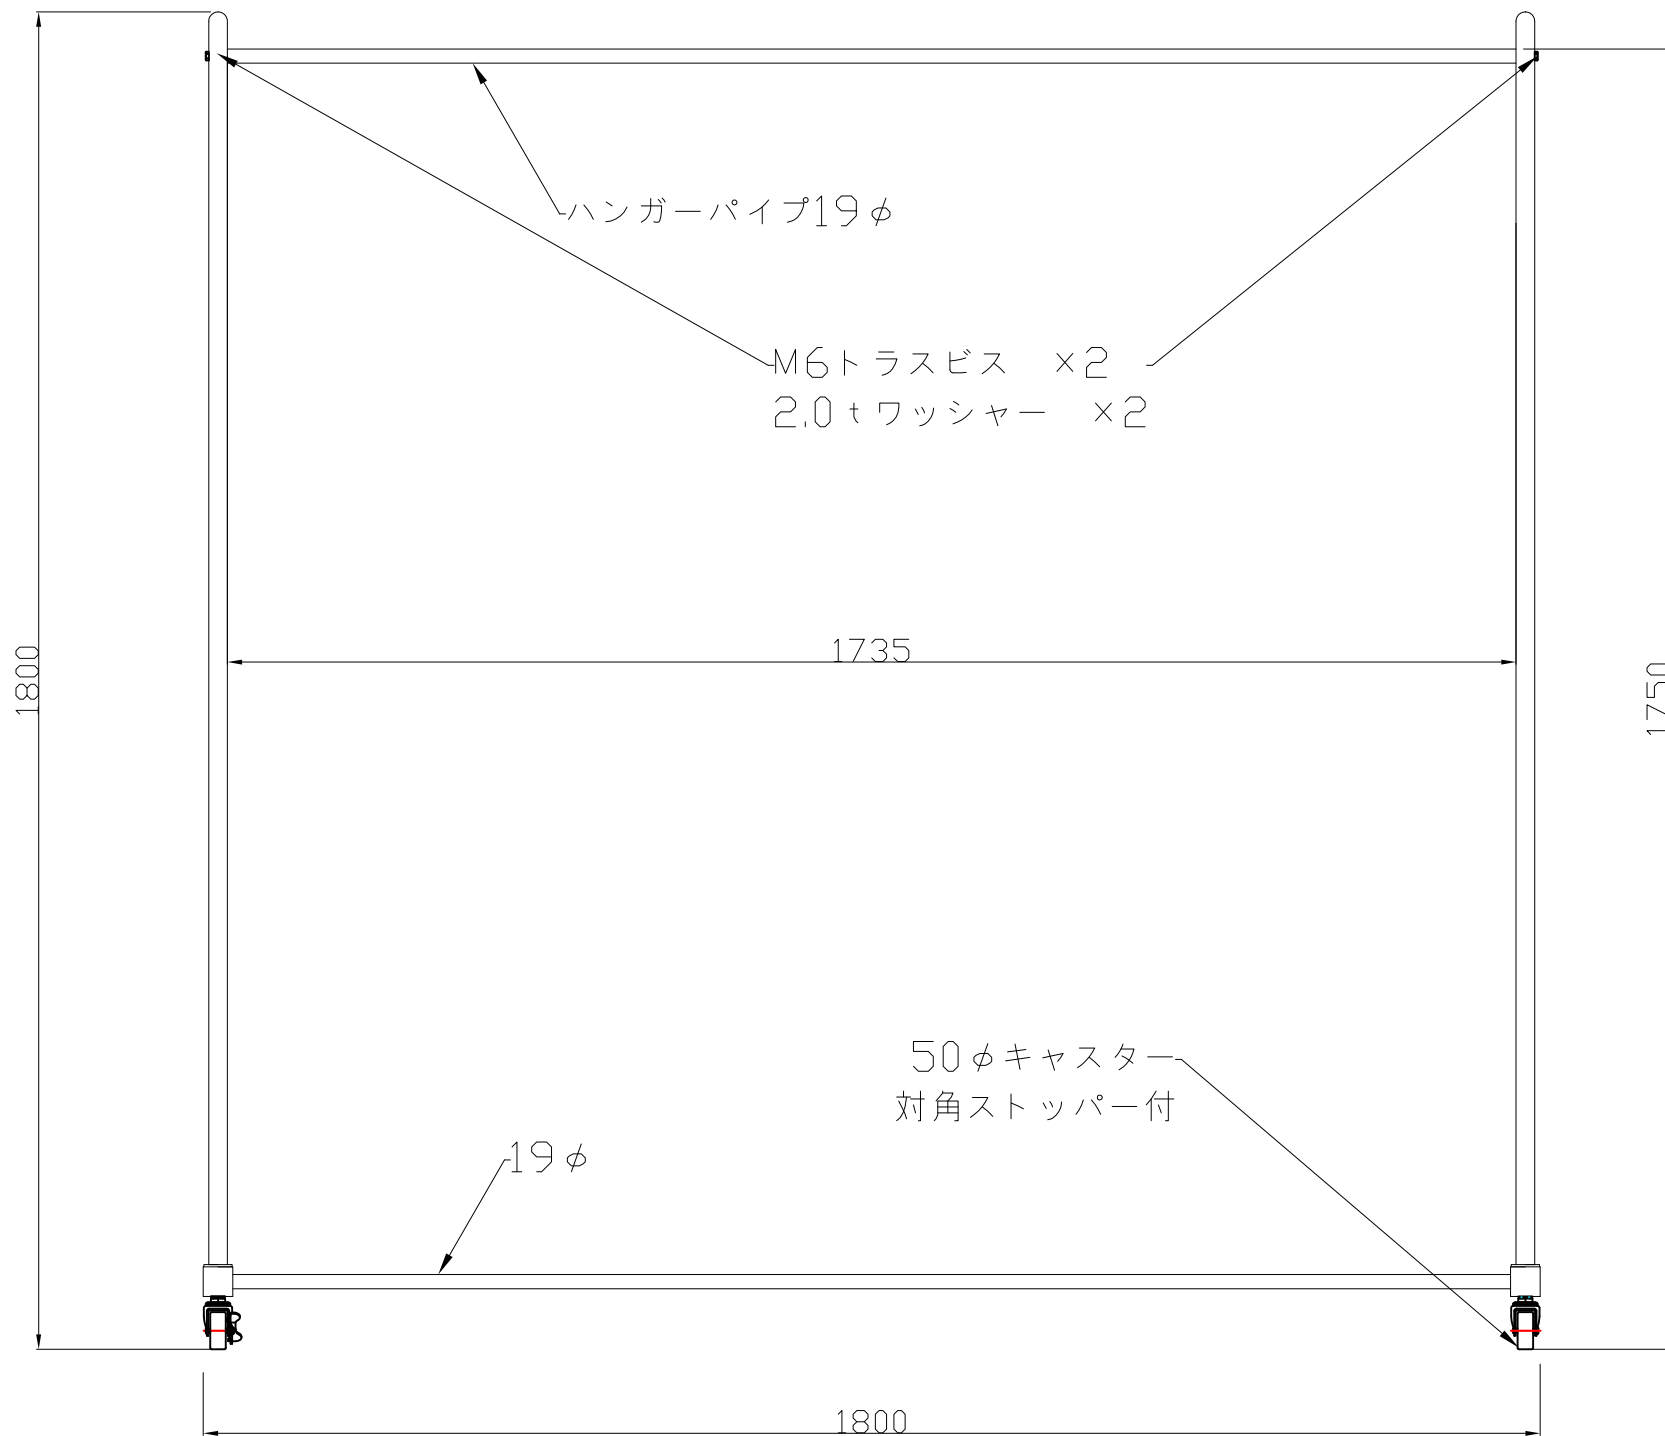 ハンガーパイプ19φ
M6トラスビス ×2
2.0tワッシャー ×2
1735
1800
1750
50φキャスター
対角ストッパー付
19φ
1800